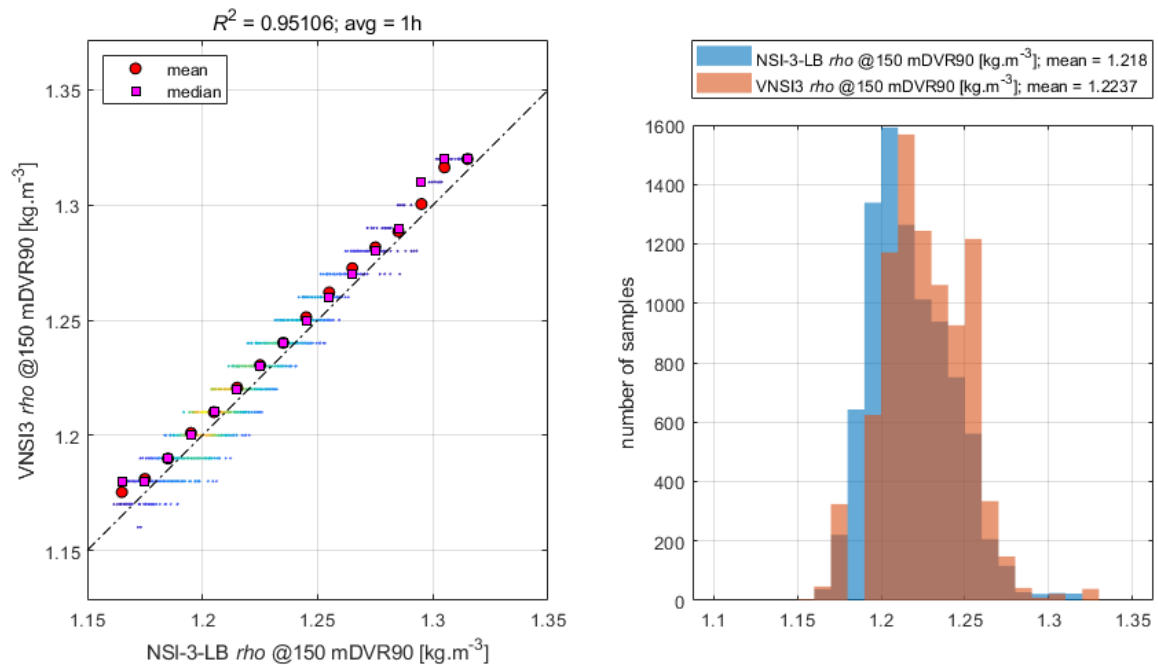 R² = 0.95106; avg = 1h
mean
median
1.35
1.3
1.25
1.2
1.15
VNSI3 rho @150 mDVR90 [kg.m⁻³]
1.15 1.2 1.25 1.3 1.35
NSI-3-LB rho @150 mDVR90 [kg.m⁻³]
NSI-3-LB rho @150 mDVR90 [kg.m⁻³]; mean = 1.218
VNSI3 rho @150 mDVR90 [kg.m⁻³]; mean = 1.2237
1600
1400
1200
1000
800
600
400
200
0
number of samples
1.1 1.15 1.2 1.25 1.3 1.35